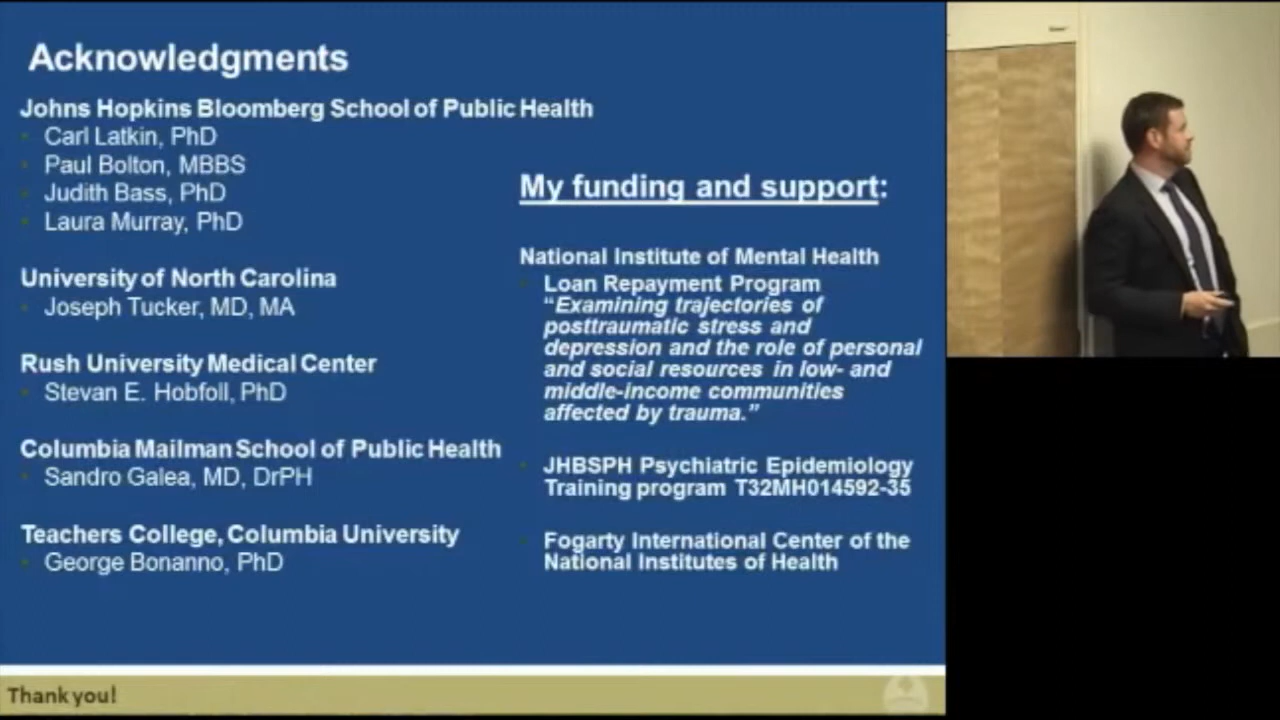 Acknowledgments
Johns Hopkins Bloomberg School of Public Health
Carl Latkin, PhD
Paul Bolton, MBBS
Judith Bass, PhD
Laura Murray, PhD
University of North Carolina
Joseph Tucker, MD, MA
Rush University Medical Center
Stevan E. Hobfoll, PhD
Columbia Mailman School of Public Health
Sandro Galea, MD, DrPH
Teachers College, Columbia University
George Bonanno, PhD
My funding and support:
National Institute of Mental Health
Loan Repayment Program
“Examining trajectories of
posttraumatic stress and
depression and the role of personal
and social resources in low- and
middle-income communities
affected by trauma.”
JHBSPH Psychiatric Epidemiology
Training program T32MH014592-35
Fogarty International Center of the
National Institutes of Health
Thank you!